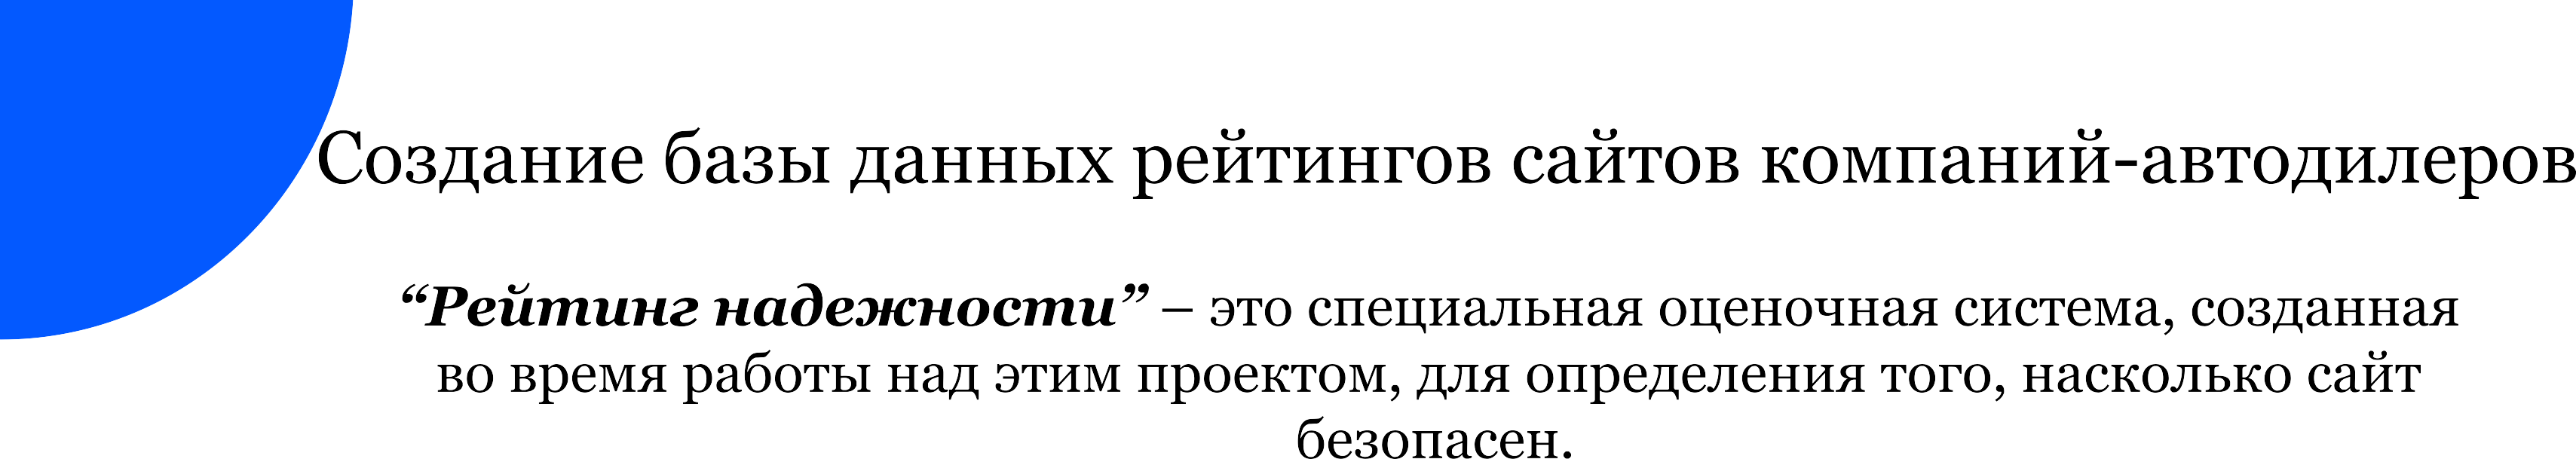 Создание базы данных рейтингов сайтов компаний-автодилеров
“Рейтинг надежности” – это специальная оценочная система, созданная
во время работы над этим проектом, для определения того, насколько сайт
безопасен.